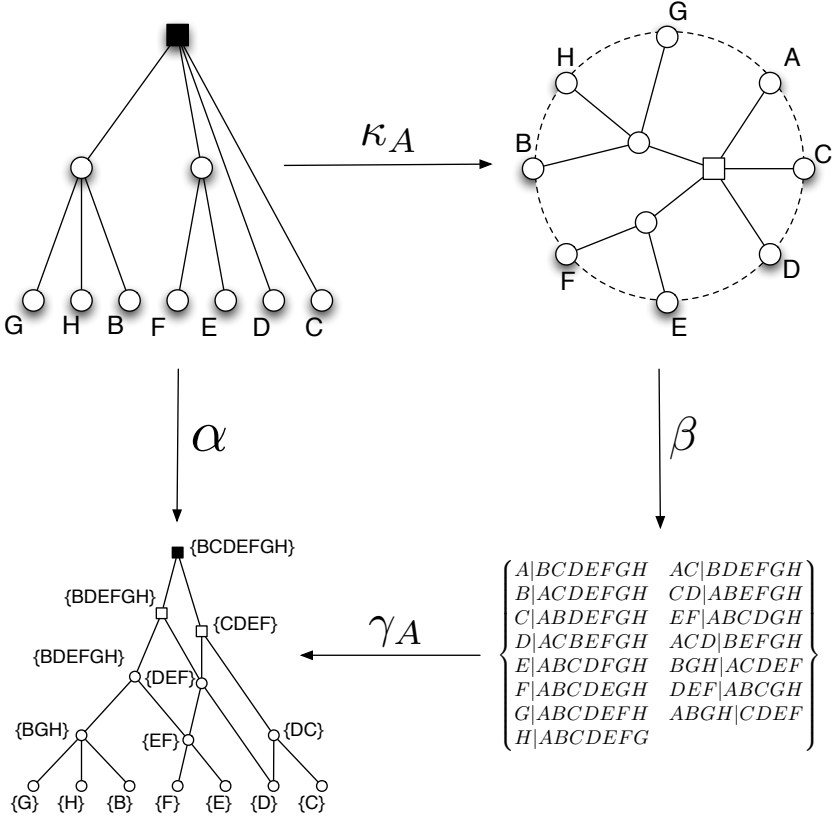 G
H
A
B
C
κ_A
F
D
E
G H B F E D C
α
β
{BCDEFGH}
{BDEFGH}
{CDEF}
{BDEFGH}
{DEF}
{BGH}
{EF}
{DC}
{G} {H} {B} {F} {E} {D} {C}
γ_A
A|BCDEFGH AC|BDEFGH
B|ACDEFGH CD|ABEFGH
C|ABDEFGH EF|ABCDGH
D|ACBEFGH ACD|BEFGH
E|ABCDFGH BGH|ACDEF
F|ABCDEGH DEF|ABCGH
G|ABCDEFH ABGH|CDEF
H|ABCDEFG